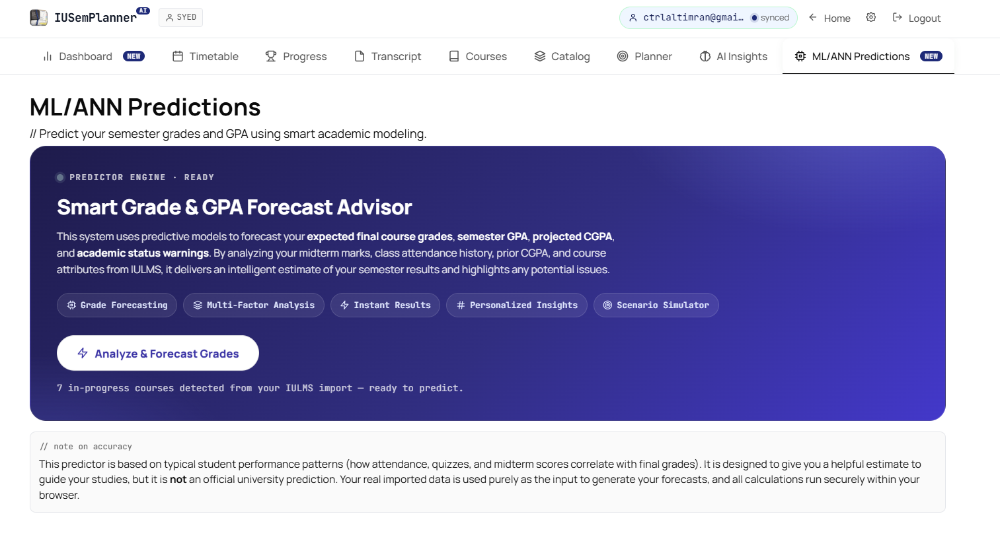 IUSemPlanner AI
SYED
ctrlaltimran@gmai… synced
Home
Logout
Dashboard NEW
Timetable
Progress
Transcript
Courses
Catalog
Planner
AI Insights
ML/ANN Predictions NEW
ML/ANN Predictions
// Predict your semester grades and GPA using smart academic modeling.
PREDICTOR ENGINE · READY
Smart Grade & GPA Forecast Advisor
This system uses predictive models to forecast your expected final course grades, semester GPA, projected CGPA,
and academic status warnings. By analyzing your midterm marks, class attendance history, prior CGPA, and course
attributes from IULMS, it delivers an intelligent estimate of your semester results and highlights any potential issues.
Grade Forecasting
Multi-Factor Analysis
Instant Results
Personalized Insights
Scenario Simulator
Analyze & Forecast Grades
7 in-progress courses detected from your IULMS import — ready to predict.
// note on accuracy
This predictor is based on typical student performance patterns (how attendance, quizzes, and midterm scores correlate with final grades). It is designed to give you a helpful estimate to
guide your studies, but it is not an official university prediction. Your real imported data is used purely as the input to generate your forecasts, and all calculations run securely within your
browser.